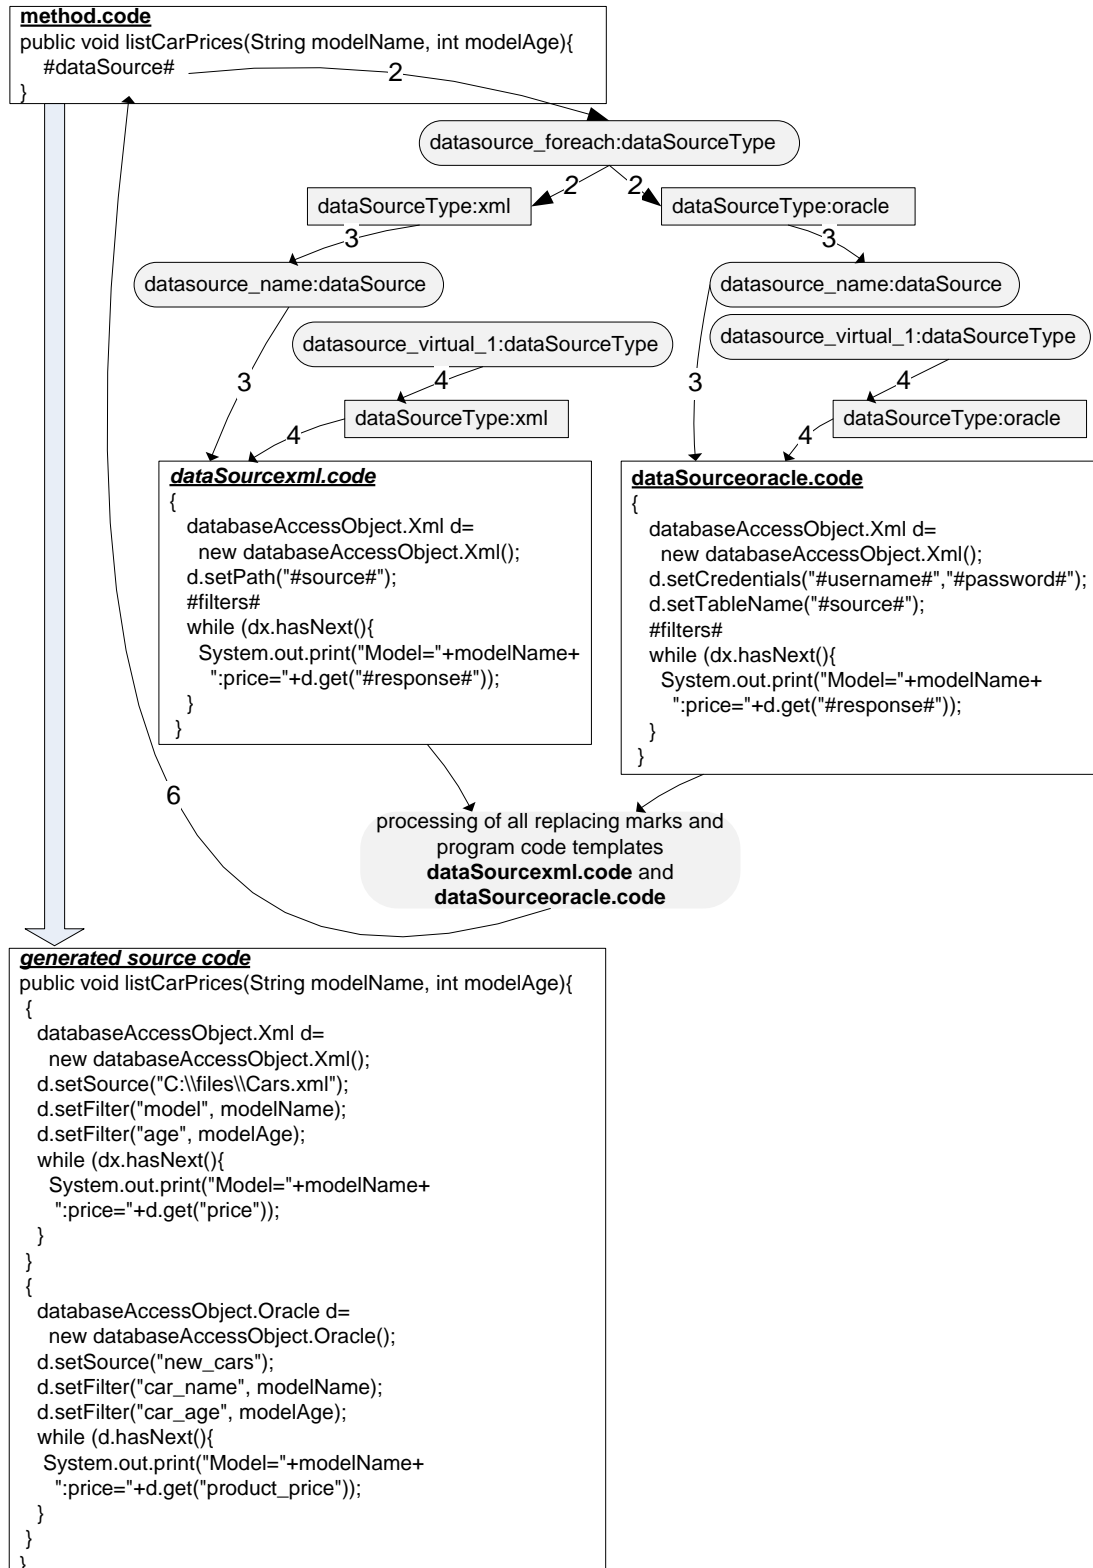 method.code
public void listCarPrices(String modelName, int modelAge){
#dataSource#
2
}
datasource_foreach:dataSourceType
2
2
dataSourceType:xml
dataSourceType:oracle
3
3
datasource_name:dataSource
datasource_name:dataSource
datasource_virtual_1:dataSourceType
datasource_virtual_1:dataSourceType
3
4
3
4
dataSourceType:xml
dataSourceType:oracle
4
4
dataSourcexml.code
{
databaseAccessObject.Xml d=
new databaseAccessObject.Xml();
d.setPath("#source#");
#filters#
while (dx.hasNext(){
System.out.print("Model="+modelName+
":price="+d.get("#response#"));
}
}
dataSourceoracle.code
{
databaseAccessObject.Xml d=
new databaseAccessObject.Xml();
d.setCredentials("#username#","#password#");
d.setTableName("#source#");
#filters#
while (dx.hasNext(){
System.out.print("Model="+modelName+
":price="+d.get("#response#"));
}
}
6
processing of all replacing marks and
program code templates
dataSourcexml.code and
dataSourceoracle.code
generated source code
public void listCarPrices(String modelName, int modelAge){
{
databaseAccessObject.Xml d=
new databaseAccessObject.Xml();
d.setSource("C:\\files\\Cars.xml");
d.setFilter("model", modelName);
d.setFilter("age", modelAge);
while (dx.hasNext(){
System.out.print("Model="+modelName+
":price="+d.get("price"));
}
}
{
databaseAccessObject.Oracle d=
new databaseAccessObject.Oracle();
d.setSource("new_cars");
d.setFilter("car_name", modelName);
d.setFilter("car_age", modelAge);
while (d.hasNext(){
System.out.print("Model="+modelName+
":price="+d.get("product_price"));
}
}
}